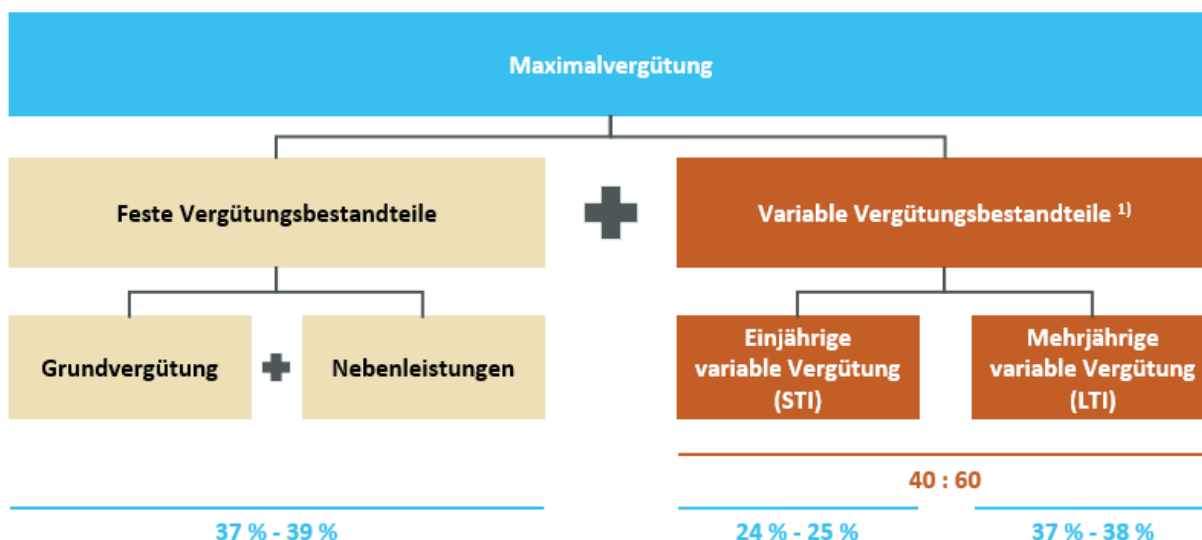 Maximalvergütung
Feste Vergütungsbestandteile
Variable Vergütungsbestandteile 1)
Grundvergütung
Nebenleistungen
Einjährige
variable Vergütung
(STI)
Mehrjährige
variable Vergütung
(LTI)
40 : 60
37 % - 39 %
24 % - 25 %
37 % - 38 %